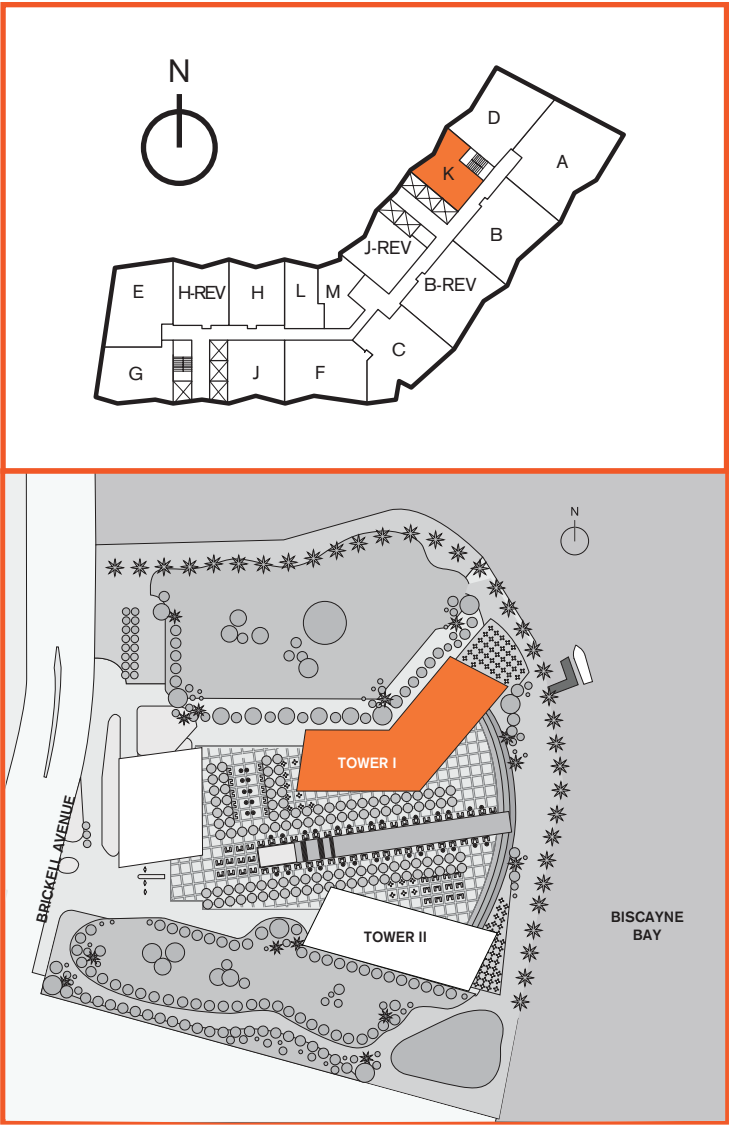 N
D
A
K
B
J-REV
B-REV
E
H-REV
H
L
M
C
G
J
F
N
TOWER I
BRICKELL AVENUE
TOWER II
BISCAYNE
BAY